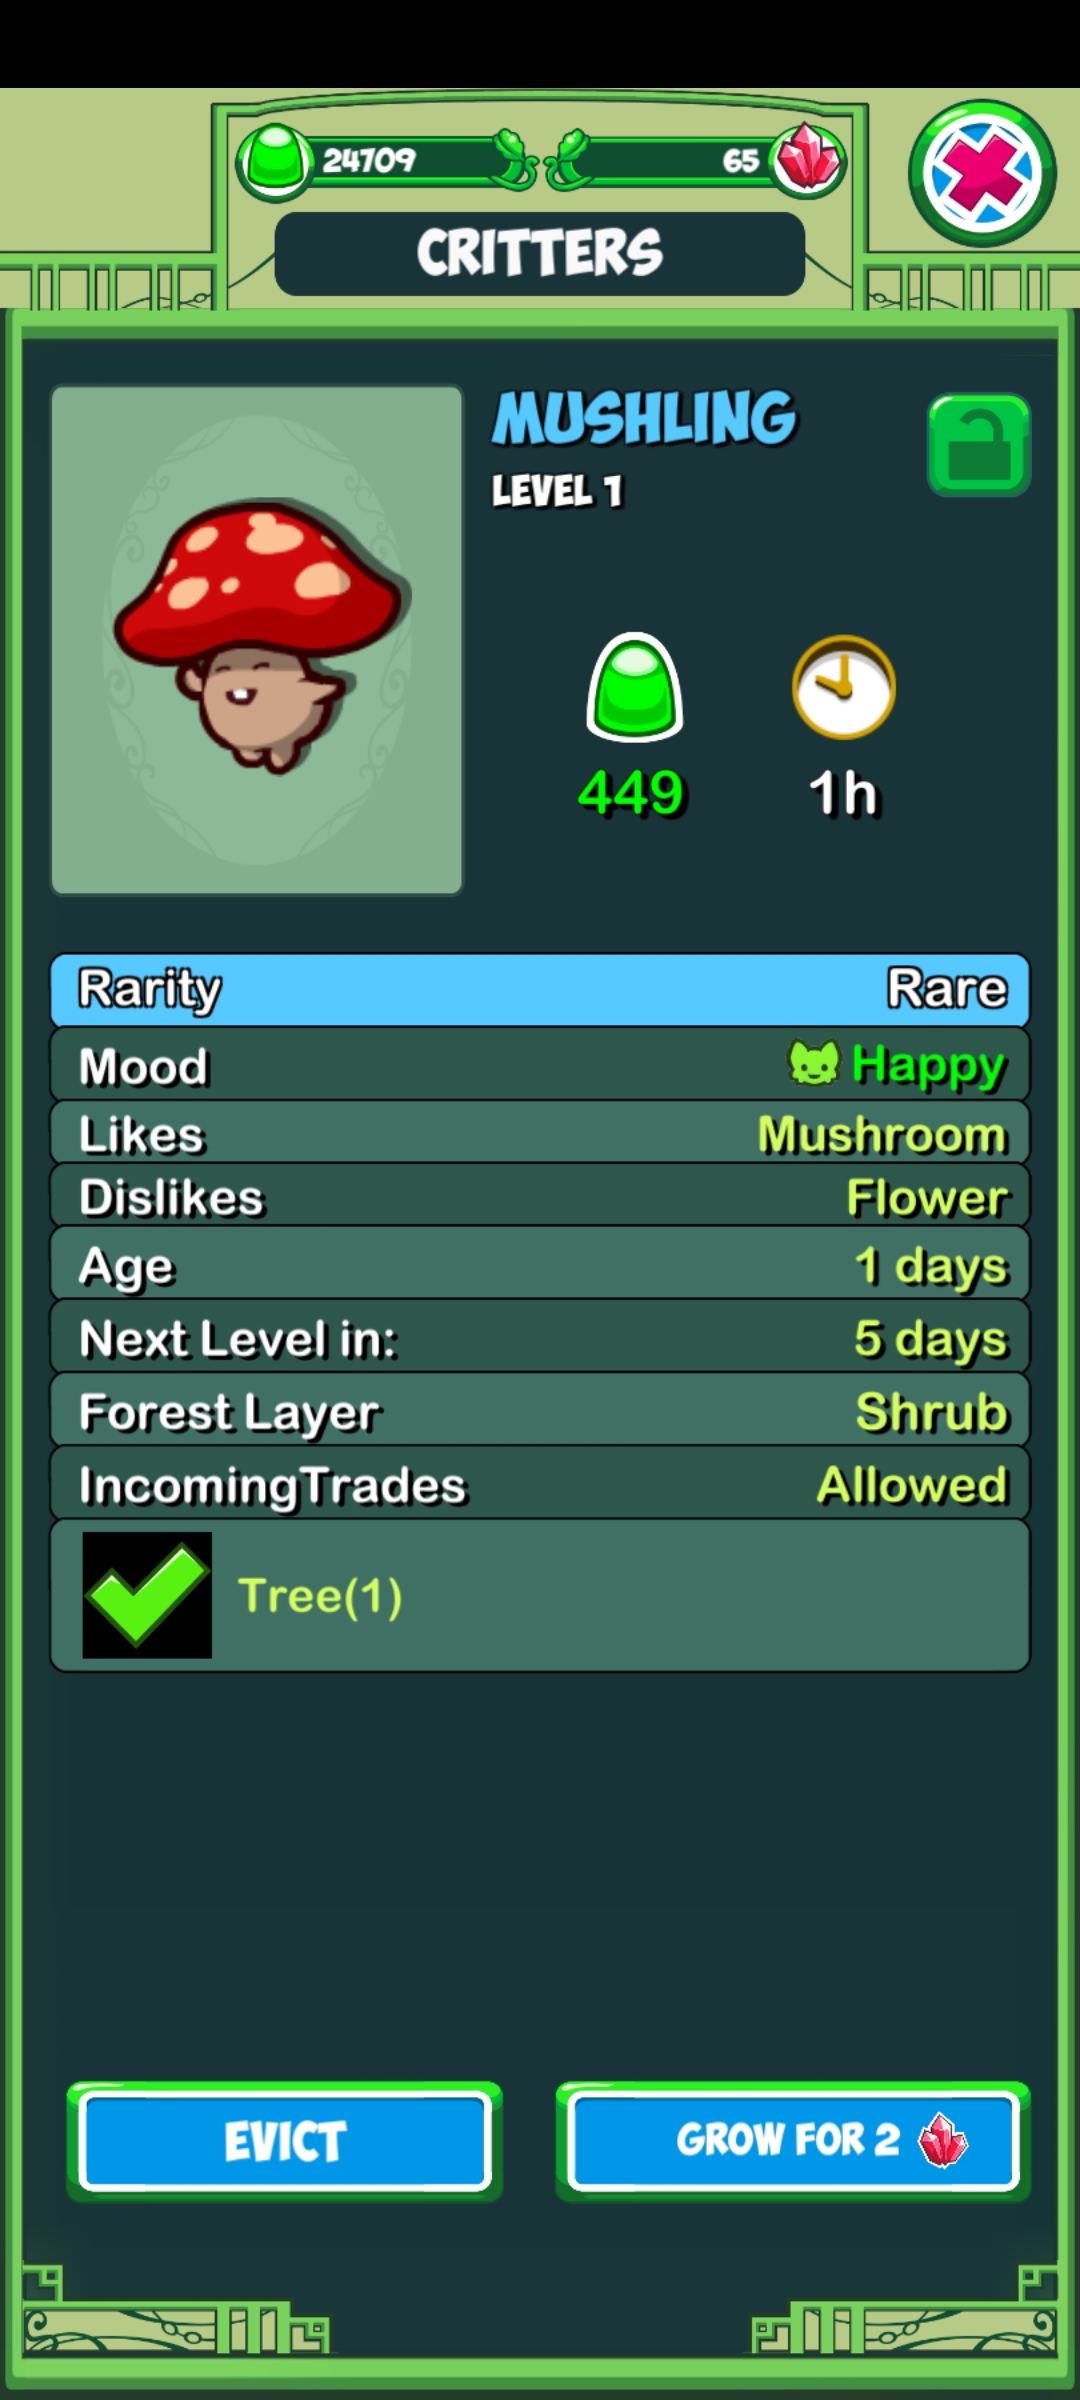 24709
65
CRITTERS
MUSHLING
LEVEL 1
449
1h
Rarity Rare
Mood Happy
Likes Mushroom
Dislikes Flower
Age 1 days
Next Level in: 5 days
Forest Layer Shrub
IncomingTrades Allowed
Tree(1)
EVICT
GROW FOR 2